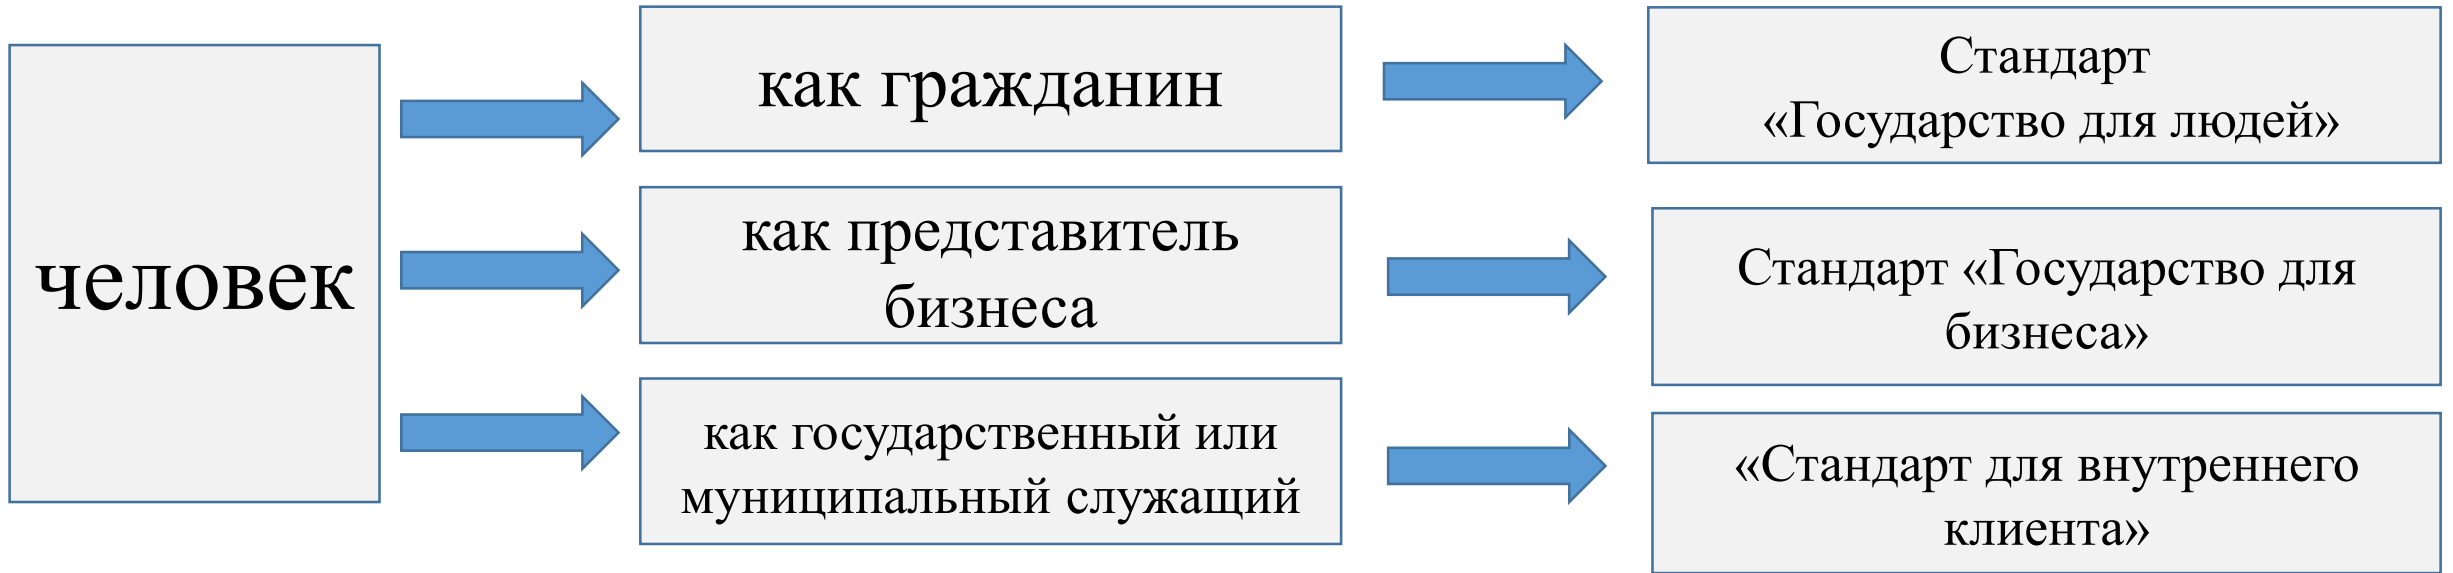 человек
как гражданин
Стандарт
«Государство для людей»
как представитель
бизнеса
Стандарт «Государство для
бизнеса»
как государственный или
муниципальный служащий
«Стандарт для внутреннего
клиента»